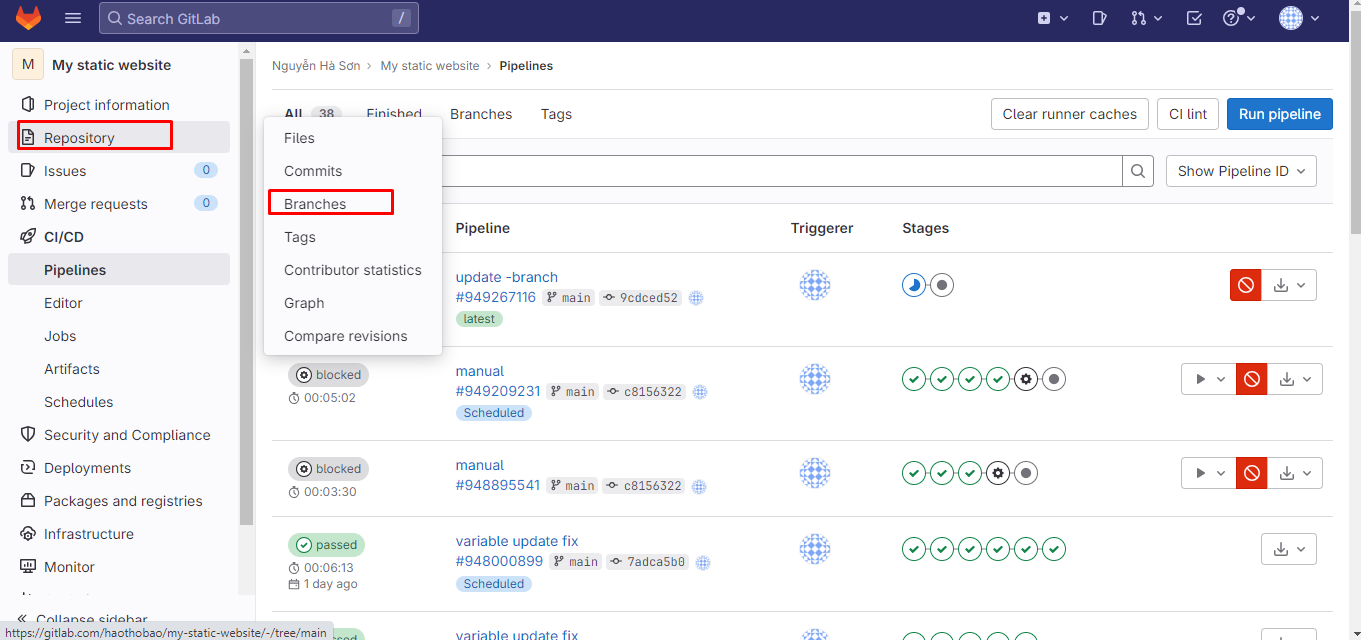 Search GitLab /
M My static website
Project information
Repository
Issues 0
Merge requests 0
CI/CD
Pipelines
Editor
Jobs
Artifacts
Schedules
Security and Compliance
Deployments
Packages and registries
Infrastructure
Monitor
Collapse sidebar
https://gitlab.com/haothobao/my-static-website/-/tree/main
Files
Commits
Branches
Tags
Contributor statistics
Graph
Compare revisions
Nguyễn Hà Sơn › My static website › Pipelines
All 38 Finished Branches Tags
Clear runner caches CI lint Run pipeline
Show Pipeline ID
Pipeline Triggerer Stages
update -branch
#949267116 main 9cdced52
latest
blocked
00:05:02
manual
#949209231 main c8156322
Scheduled
blocked
00:03:30
manual
#948895541 main c8156322
passed
00:06:13
1 day ago
variable update fix
#948000899 main 7adca5b0
Scheduled
variable update fix